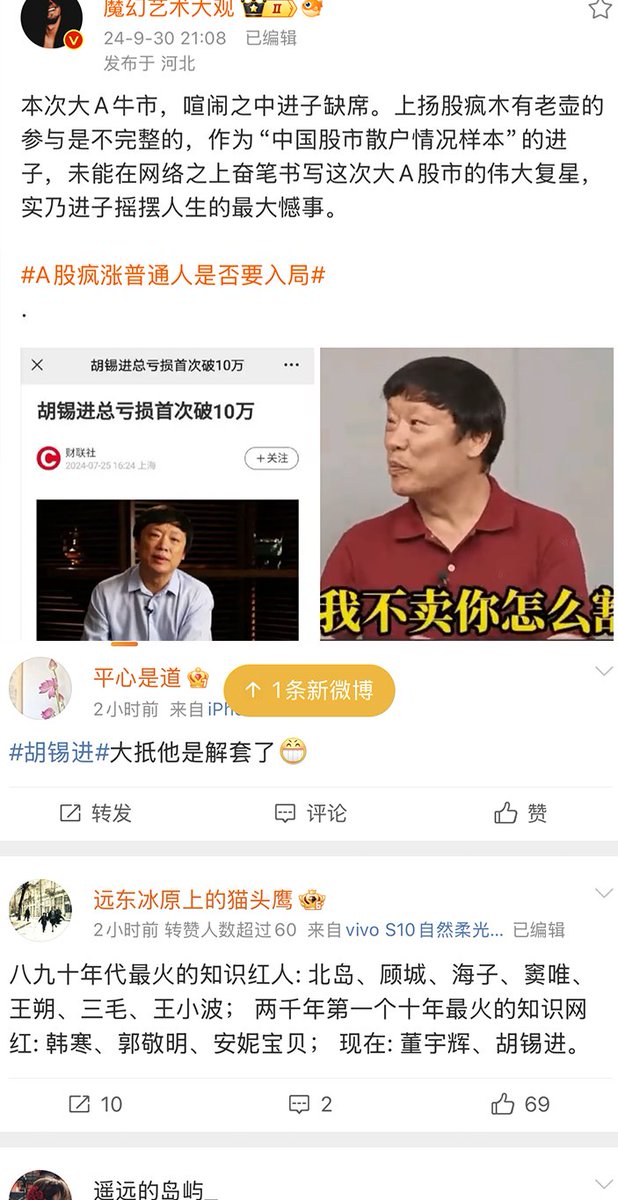 魔幻艺术大观
24-9-30 21:08 已编辑
发布于 河北
本次大A牛市，喧闹之中进子缺席。上扬股疯木有老壶的
参与是不完整的，作为“中国股市散户情况样本”的进
子，未能在网络之上奋笔书写这次大A股市的伟大复星，
实乃进子摇摆人生的最大憾事。
#A股疯涨普通人是否要入局#
.
胡锡进总亏损首次破10万
胡锡进总亏损首次破10万
财联社
2024-07-25 16:24 上海
+关注
我不卖你怎么割
平心是道
1条新微博
2小时前 来自iPh
#胡锡进#大抵他是解套了
转发 评论 赞
远东冰原上的猫头鹰
2小时前 转赞人数超过60 来自vivo S10自然柔光... 已编辑
八九十年代最火的知识红人: 北岛、顾城、海子、窦唯、
王朔、三毛、王小波； 两千年第一个十年最火的知识网
红: 韩寒、郭敬明、安妮宝贝； 现在: 董宇辉、胡锡进。
10 2 69
遥远的岛屿_